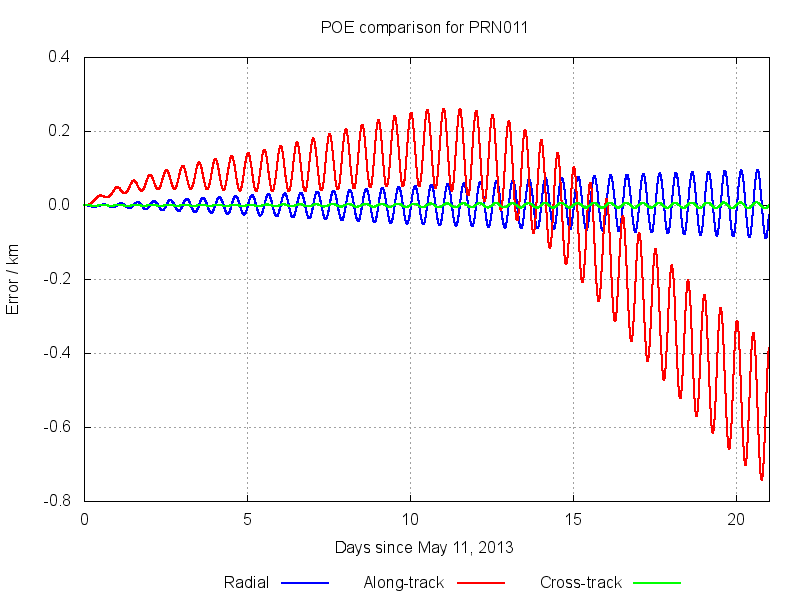 POE comparison for PRN011
0.4
0.2
0.0
-0.2
-0.4
-0.6
-0.8
Error / km
0 5 10 15 20
Days since May 11, 2013
Radial Along-track Cross-track